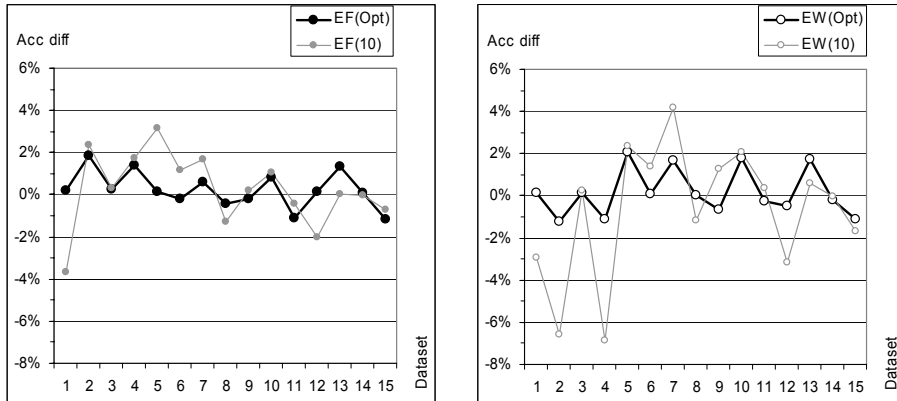 EF(Opt)
EF(10)
Acc diff
6%
4%
2%
0%
-2%
-4%
-6%
-8%
1 2 3 4 5 6 7 8 9 10 11 12 13 14 15
Dataset
EW(Opt)
EW(10)
Acc diff
6%
4%
2%
0%
-2%
-4%
-6%
-8%
1 2 3 4 5 6 7 8 9 10 11 12 13 14 15
Dataset